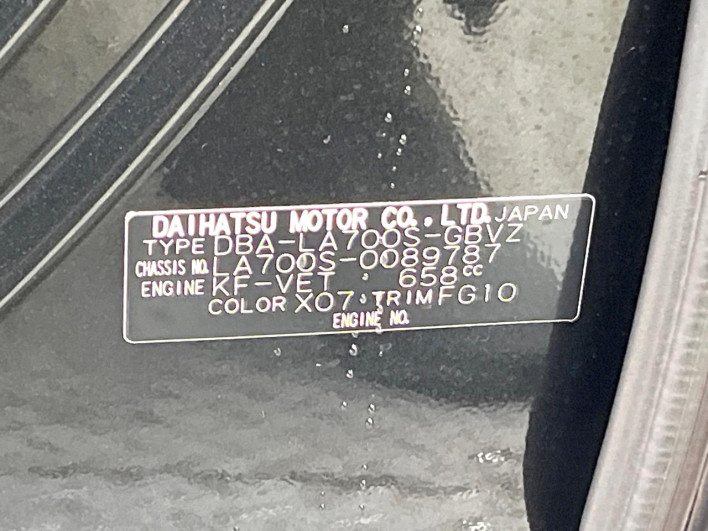 DAIHATSU MOTOR CO., LTD. JAPAN
TYPE DBA-LA700S-GBVZ
CHASSIS NO. LA700S-0089787
ENGINE KF-VET 658cc
COLOR X07 TRIM FG10
ENGINE NO.